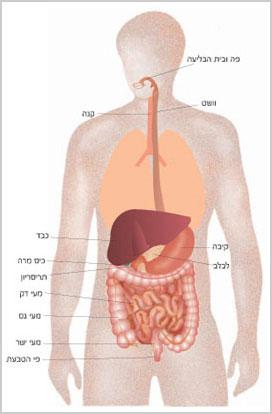 פה ובית הבליעה
וושט
קנה
כבד
קיבה
כיס מרה
לבלב
תריסריון
מעי דק
מעי גס
מעי ישר
פי הטבעת